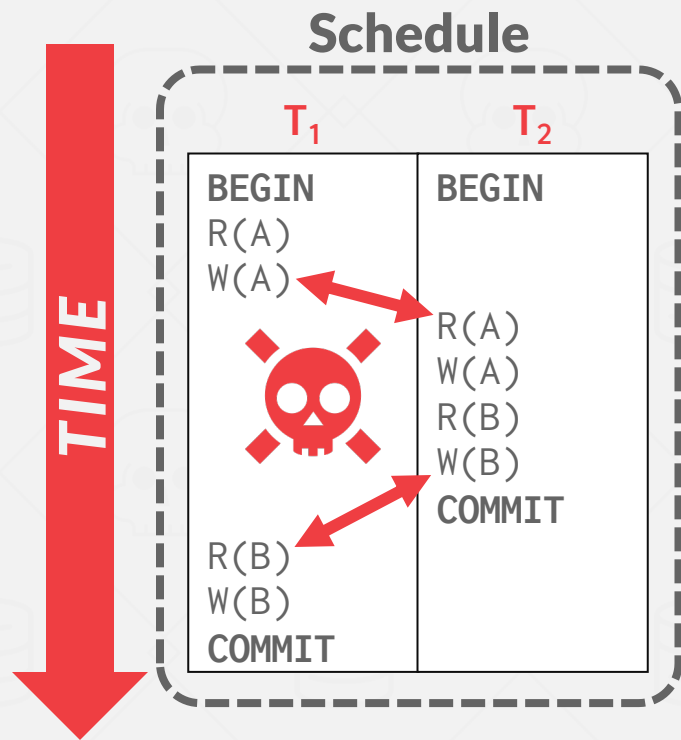 Schedule
TIME
T₁ T₂
BEGIN BEGIN
R(A)
W(A)
R(A)
W(A)
R(B)
W(B)
COMMIT
R(B)
W(B)
COMMIT